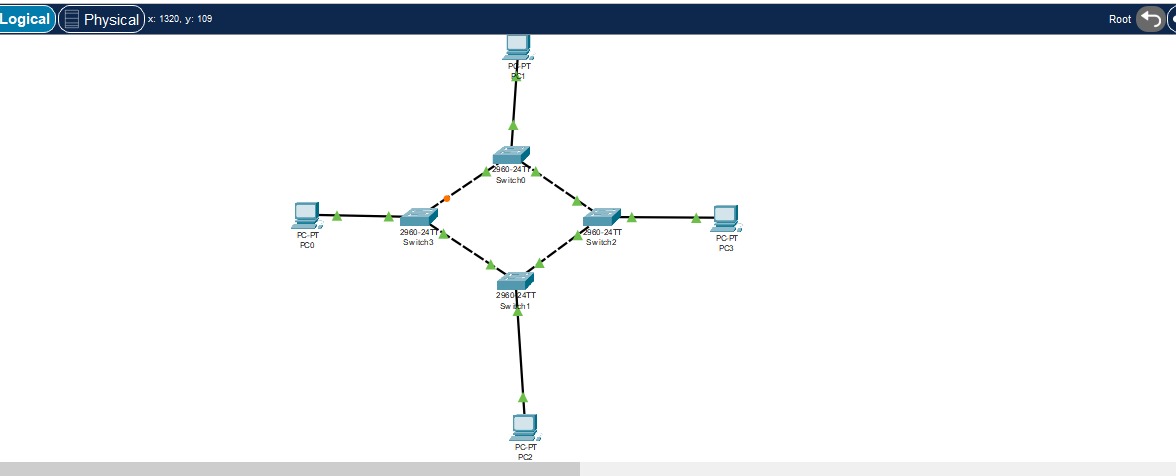 Logical Physical x: 1320, y: 109 Root
PC-PT
PC1
2960-24TT
Switch0
PC-PT
PC0
2960-24TT
Switch3
2960-24TT
Switch2
PC-PT
PC3
2960-24TT
Switch1
PC-PT
PC2